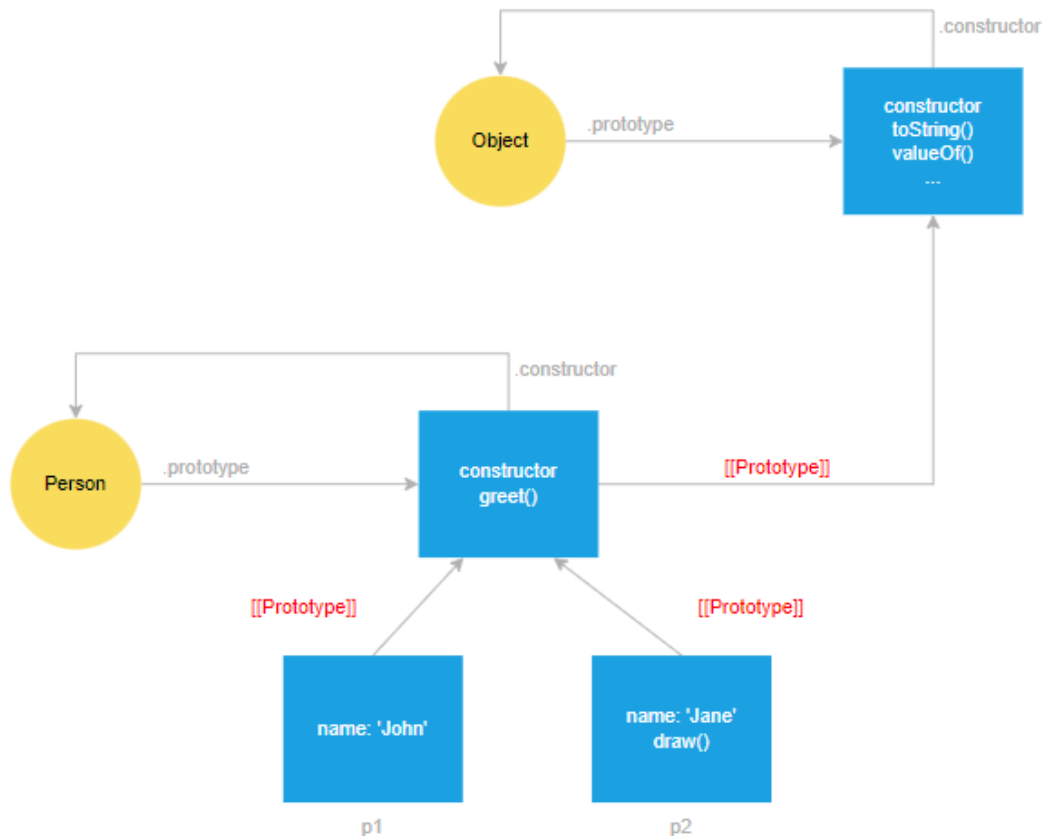 .constructor
constructor
toString()
valueOf()
...
.prototype
Object
.constructor
constructor
greet()
.prototype
Person
[[Prototype]]
[[Prototype]]
[[Prototype]]
name: 'John'
name: 'Jane'
draw()
p1
p2